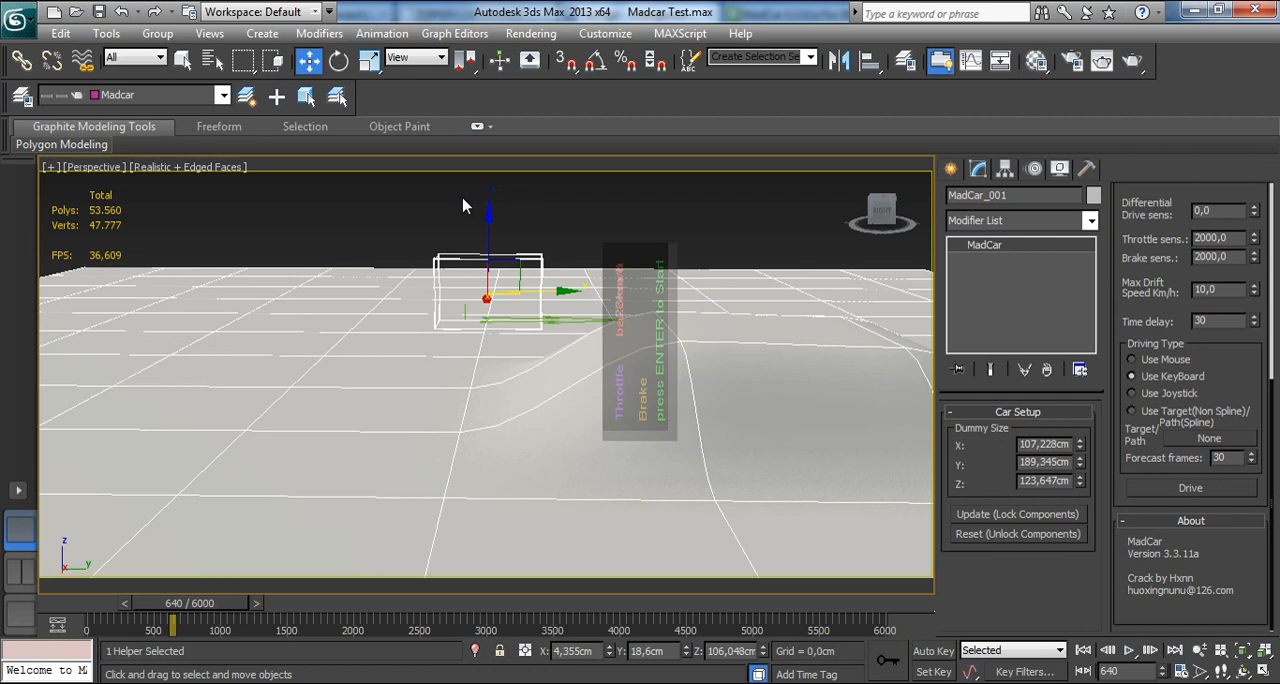 Workspace: Default
Autodesk 3ds Max  2013 x64     Madcar Test.max
Type a keyword or phrase
Edit Tools Group Views Create Modifiers Animation Graph Editors Rendering Customize MAXScript Help
All View Create Selection Se
Madcar
Graphite Modeling Tools Freeform Selection Object Paint
Polygon Modeling
[+] [Perspective] [Realistic + Edged Faces]
Total
Polys: 53.560
Verts: 47.777
FPS: 36,609
RIGHT
Throttle
Brake
press ENTER to Start
z
x y
MadCar_001
Modifier List
MadCar
- Car Setup
Dummy Size
X: 107,228cm
Y: 189,345cm
Z: 123,647cm
Update (Lock Components)
Reset (Unlock Components)
Differential
Drive sens: 0,0
Throttle sens.: 2000,0
Brake sens.: 2000,0
Max Drift
Speed Km/h: 10,0
Time delay: 30
Driving Type
Use Mouse
Use KeyBoard
Use Joystick
Use Target(Non Spline)/
Path(Spline)
Target/
Path None
Forecast frames: 30
Drive
- About
MadCar
Version 3.3.11a
Crack by Hxnn
huoxingnunu@126.com
< 640 / 6000 >
0 500 1000 1500 2000 2500 3000 3500 4000 4500 5000 5500 6000
1 Helper Selected
X: 4,355cm Y: 18,6cm Z: 106,048cm Grid = 0,0cm
Auto Key Selected
Welcome to M
Click and drag to select and move objects
Add Time Tag
Set Key Key Filters... 640